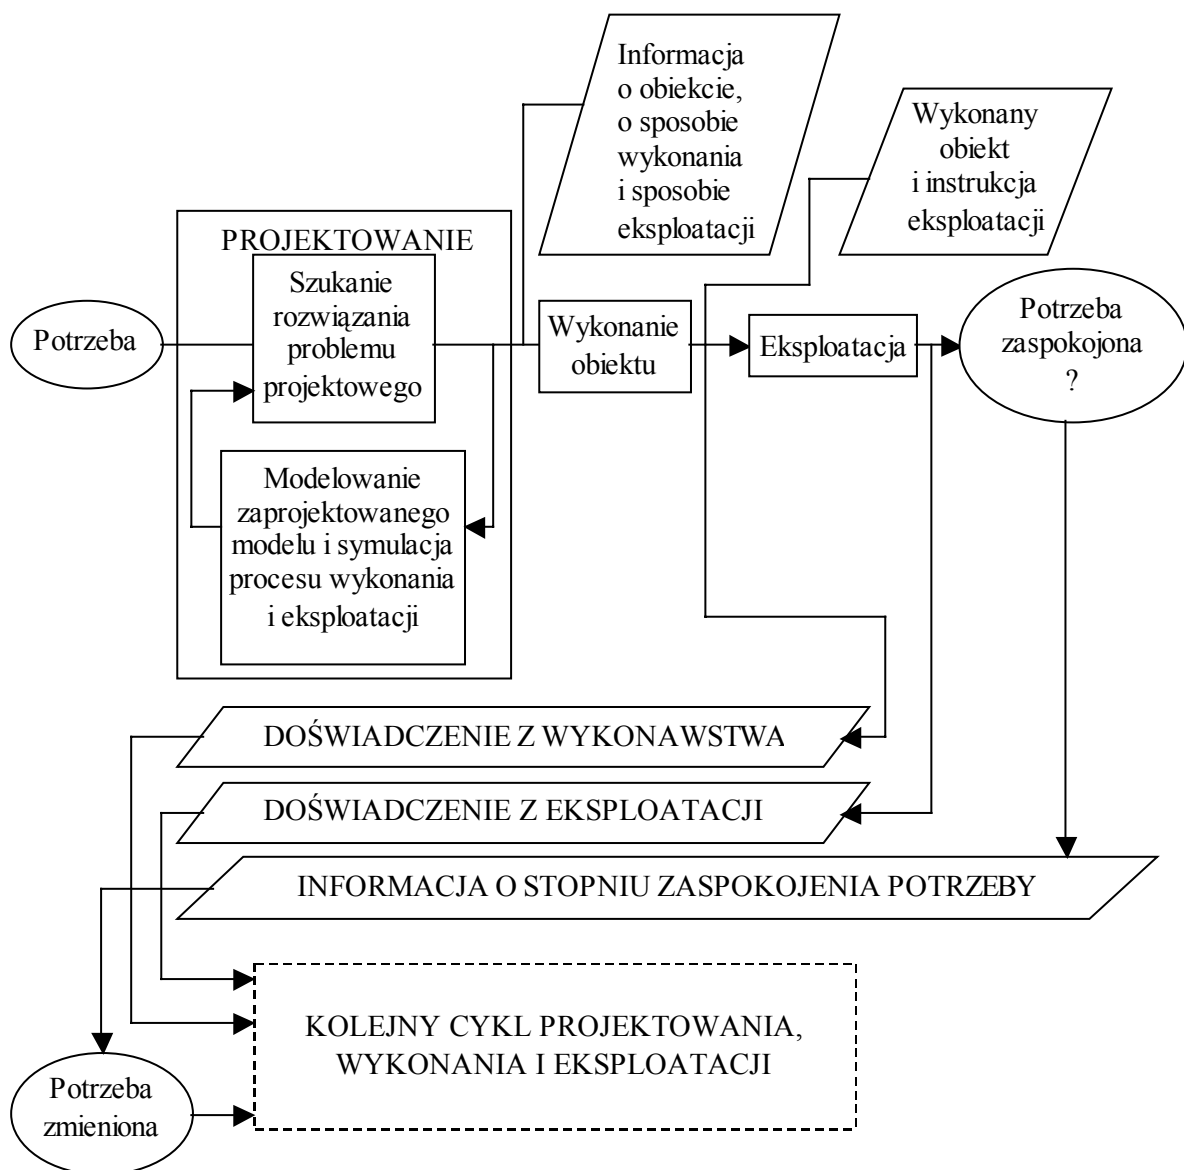 Informacja
o obiekcie,
o sposobie
wykonania
i sposobie
eksploatacji
Wykonany
obiekt
i instrukcja
eksploatacji
PROJEKTOWANIE
Szukanie
rozwiązania
problemu
projektowego
Potrzeba
Wykonanie
obiektu
Eksploatacja
Potrzeba
zaspokojona
?
Modelowanie
zaprojektowanego
modelu i symulacja
procesu wykonania
i eksploatacji
DOŚWIADCZENIE Z WYKONAWSTWA
DOŚWIADCZENIE Z EKSPLOATACJI
INFORMACJA O STOPNIU ZASPOKOJENIA POTRZEBY
KOLEJNY CYKL PROJEKTOWANIA,
WYKONANIA I EKSPLOATACJI
Potrzeba
zmieniona